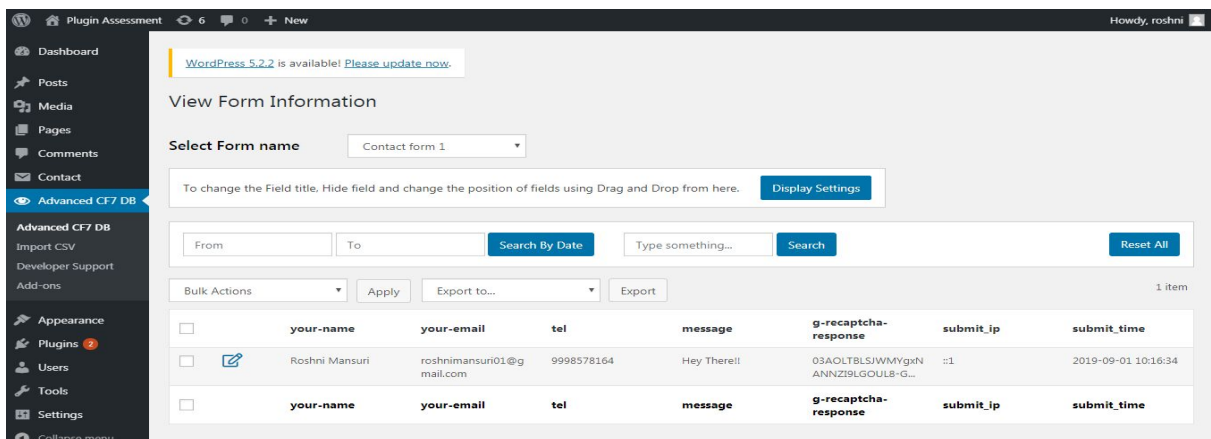 Plugin Assessment 6 0 + New Howdy, roshni
Dashboard
Posts
Media
Pages
Comments
Contact
Advanced CF7 DB
Advanced CF7 DB
Import CSV
Developer Support
Add-ons
Appearance
Plugins 2
Users
Tools
Settings
Collapse menu
WordPress 5.2.2 is available! Please update now.
View Form Information
Select Form name Contact form 1
To change the Field title, Hide field and change the position of fields using Drag and Drop from here. Display Settings
From To Search By Date Type something... Search Reset All
Bulk Actions Apply Export to... Export 1 item
your-name your-email tel message g-recaptcha-response submit_ip submit_time
Roshni Mansuri roshnimansuri01@g 9998578164 Hey There!! 03AOLTBLSJWMYgxN ::1 2019-09-01 10:16:34
mail.com ANNZI9LGOUL8-G...
your-name your-email tel message g-recaptcha-response submit_ip submit_time